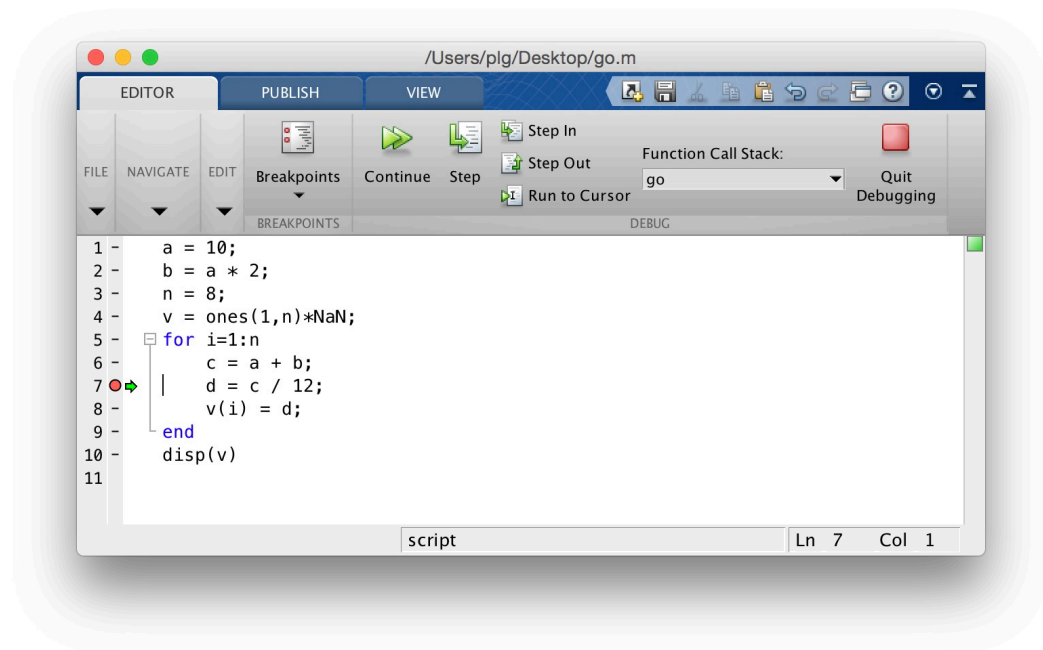 /Users/plg/Desktop/go.m
EDITOR PUBLISH VIEW
FILE NAVIGATE EDIT Breakpoints Continue Step Step In
Step Out
Run to Cursor
Function Call Stack:
go
Quit
Debugging
BREAKPOINTS DEBUG
1 - a = 10;
2 - b = a * 2;
3 - n = 8;
4 - v = ones(1,n)*NaN;
5 - for i=1:n
6 - c = a + b;
7 d = c / 12;
8 - v(i) = d;
9 - end
10 - disp(v)
11
script Ln 7 Col 1